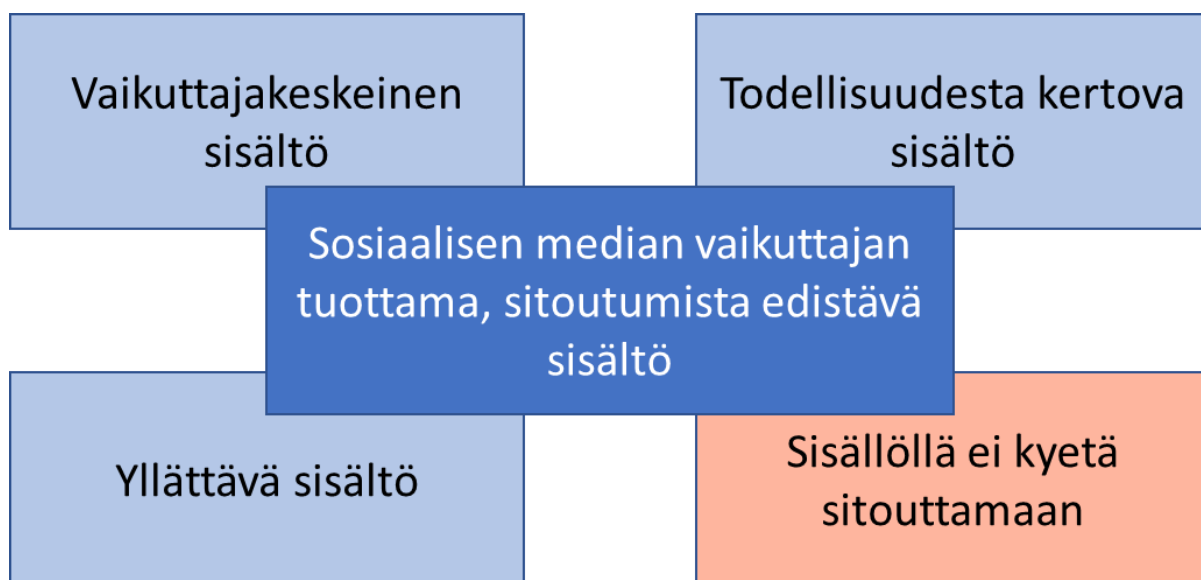 Vaikuttajakeskeinen
sisältö
Todellisuudesta kertova
sisältö
Sosiaalisen median vaikuttajan
tuottama, sitoutumista edistävä
sisältö
Yllättävä sisältö
Sisällöllä ei kyetä
sitouttamaan